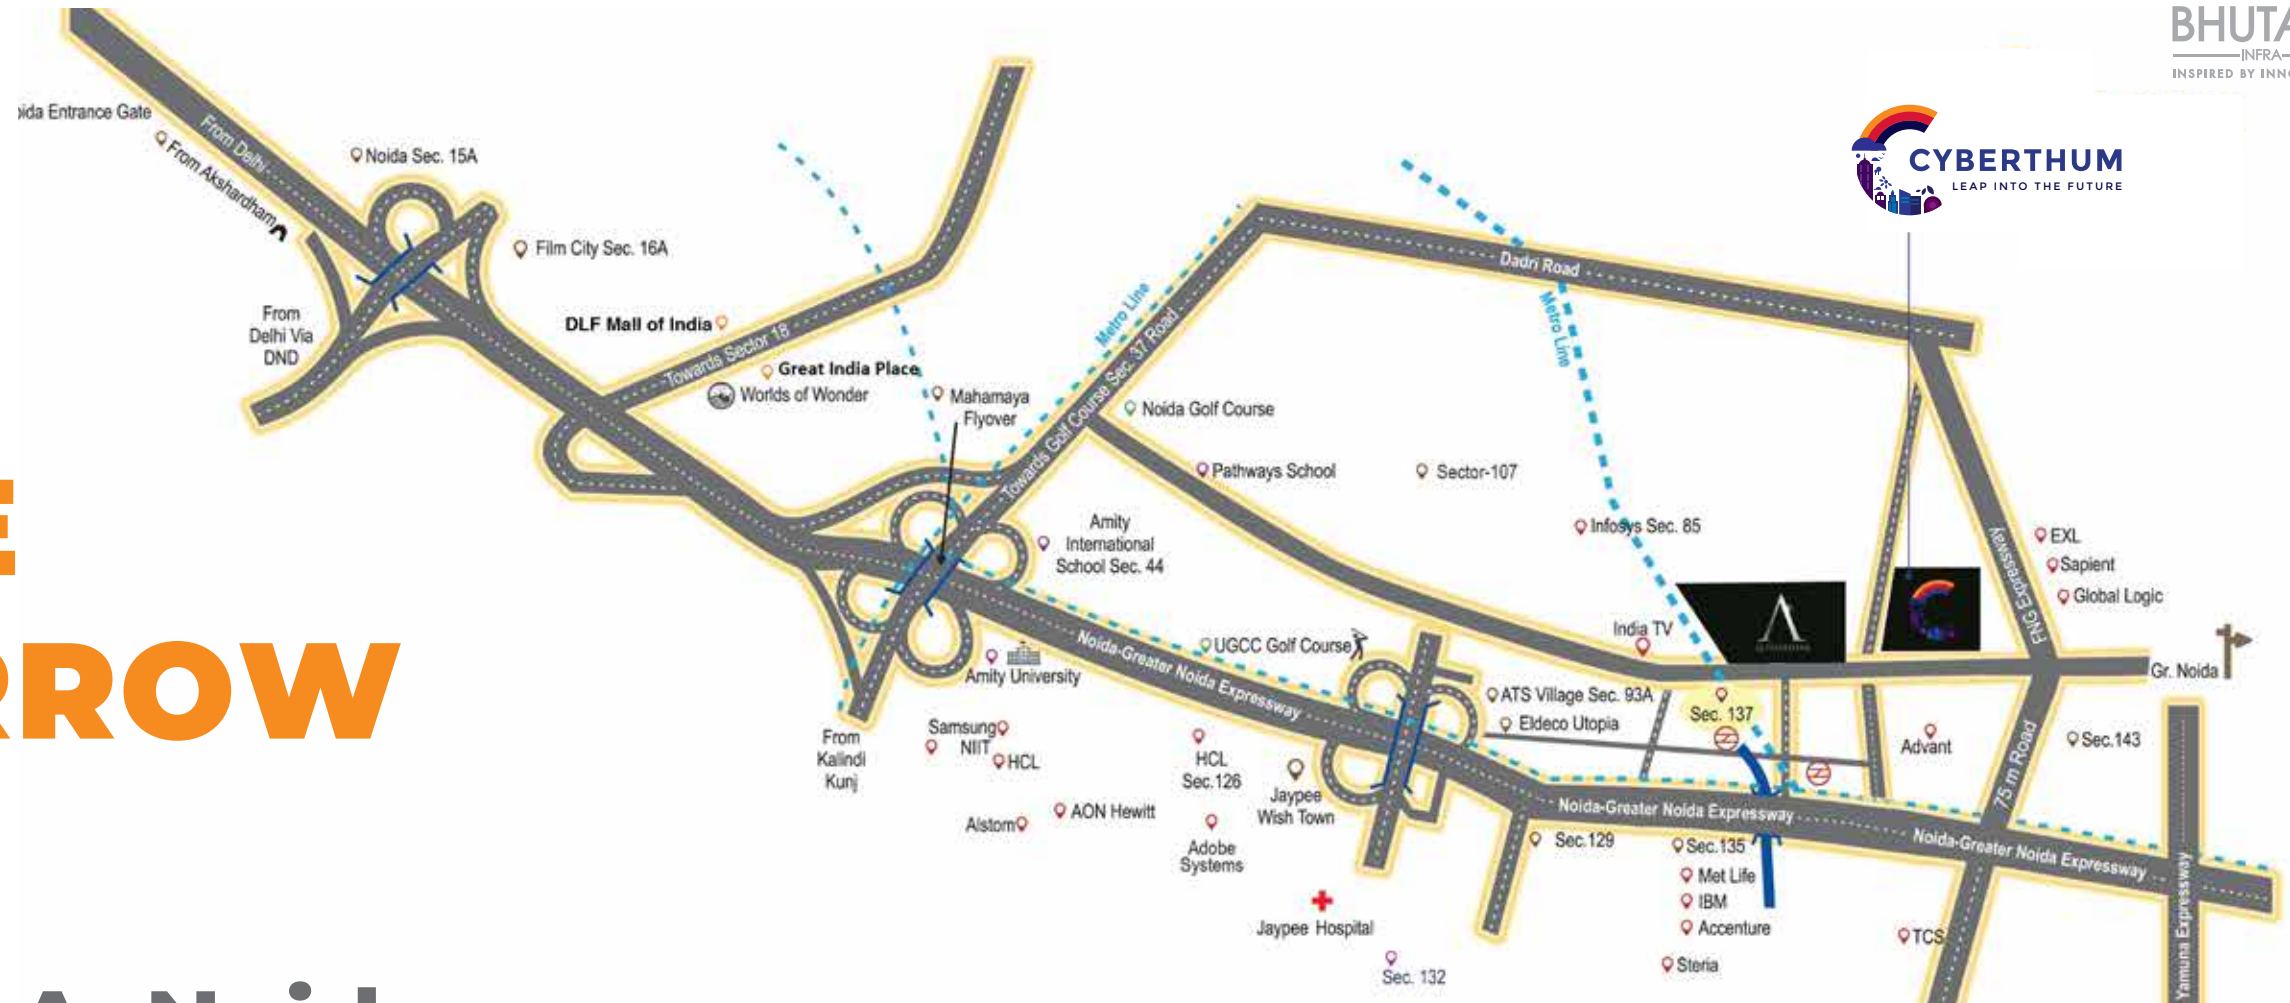 BHUTA
INFRA
INSPIRED BY INNO
CYBERTHUM
LEAP INTO THE FUTURE
ida Entrance Gate
From Akshardham
From Delhi
Noida Sec. 15A
Film City Sec. 16A
From
Delhi Via
DND
DLF Mall of India
Towards Sector 18
Great India Place
Worlds of Wonder
Mahamaya
Flyover
Metro Line
Towards Golf Course Sec. 37 Road
Dadri Road
Metro Line
Noida Golf Course
Pathways School
Sector-107
Infosys Sec. 85
Amity
International
School Sec. 44
EXL
Sapient
Global Logic
FNG Expressway
India TV
Gr. Noida
UGCC Golf Course
Amity University
Noida-Greater Noida Expressway
ATS Village Sec. 93A
Eldeco Utopia
Sec. 137
Advant
Sec.143
75 m Road
From
Kalindi
Kunj
Samsung
NIIT
HCL
HCL
Sec.126
Jaypee
Wish Town
Alstom
AON Hewitt
Adobe
Systems
Noida-Greater Noida Expressway
Noida-Greater Noida Expressway
Sec.129
Sec.135
Met Life
IBM
Accenture
Steria
TCS
Yamuna Expressway
Jaypee Hospital
Sec. 132
E
RROW
A Noid